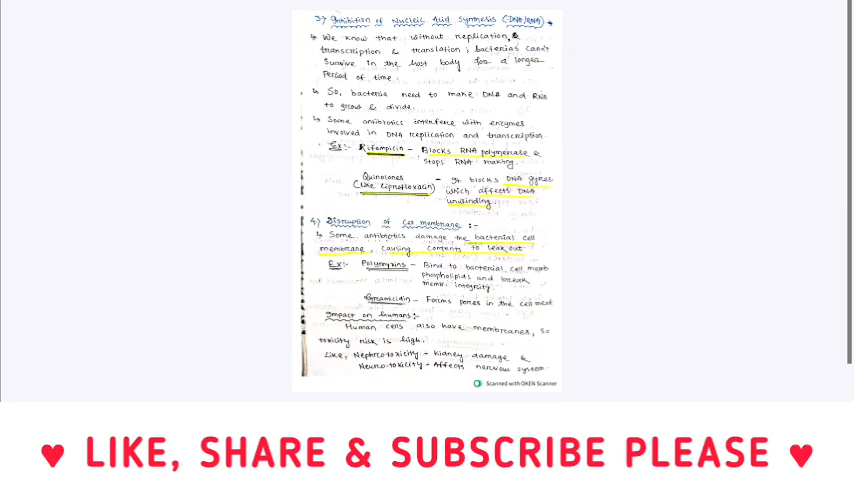 3.) Inhibition of Nucleic Acid Synthesis (DNA/RNA) →
↳ We know that without replication, &
transcription & translation, bacterias can't
survive in the host body for a longer
Period of time.
↳ So, bacteria need to make DNA and RNA
to grow & divide.
↳ Some antibiotics interfere with enzymes
involved in DNA replication and transcription.
Ex:- Rifampicin - Blocks RNA polymerase &
stops RNA making.
Quinolones - It blocks DNA gyres
(Like Ciprofloxacin) which affects DNA
unwinding.
4.) Disruption of Cell membrane :-
↳ Some antibiotics damage the bacterial cell
membrane, causing contents to leak out
Ex:- Polymyxins - Bind to bacterial cell memb
phospholipids and break
memb. integrity.
Gramicidin - Forms pores in the cell memb
Impact on humans:-
Human cells also have membranes, so
toxicity risk is high.
Like, Nephrotoxicity - Kidney damage &
Neurotoxicity - Affects nervous system.
Scanned with OKEN Scanner
♥ LIKE, SHARE & SUBSCRIBE PLEASE ♥